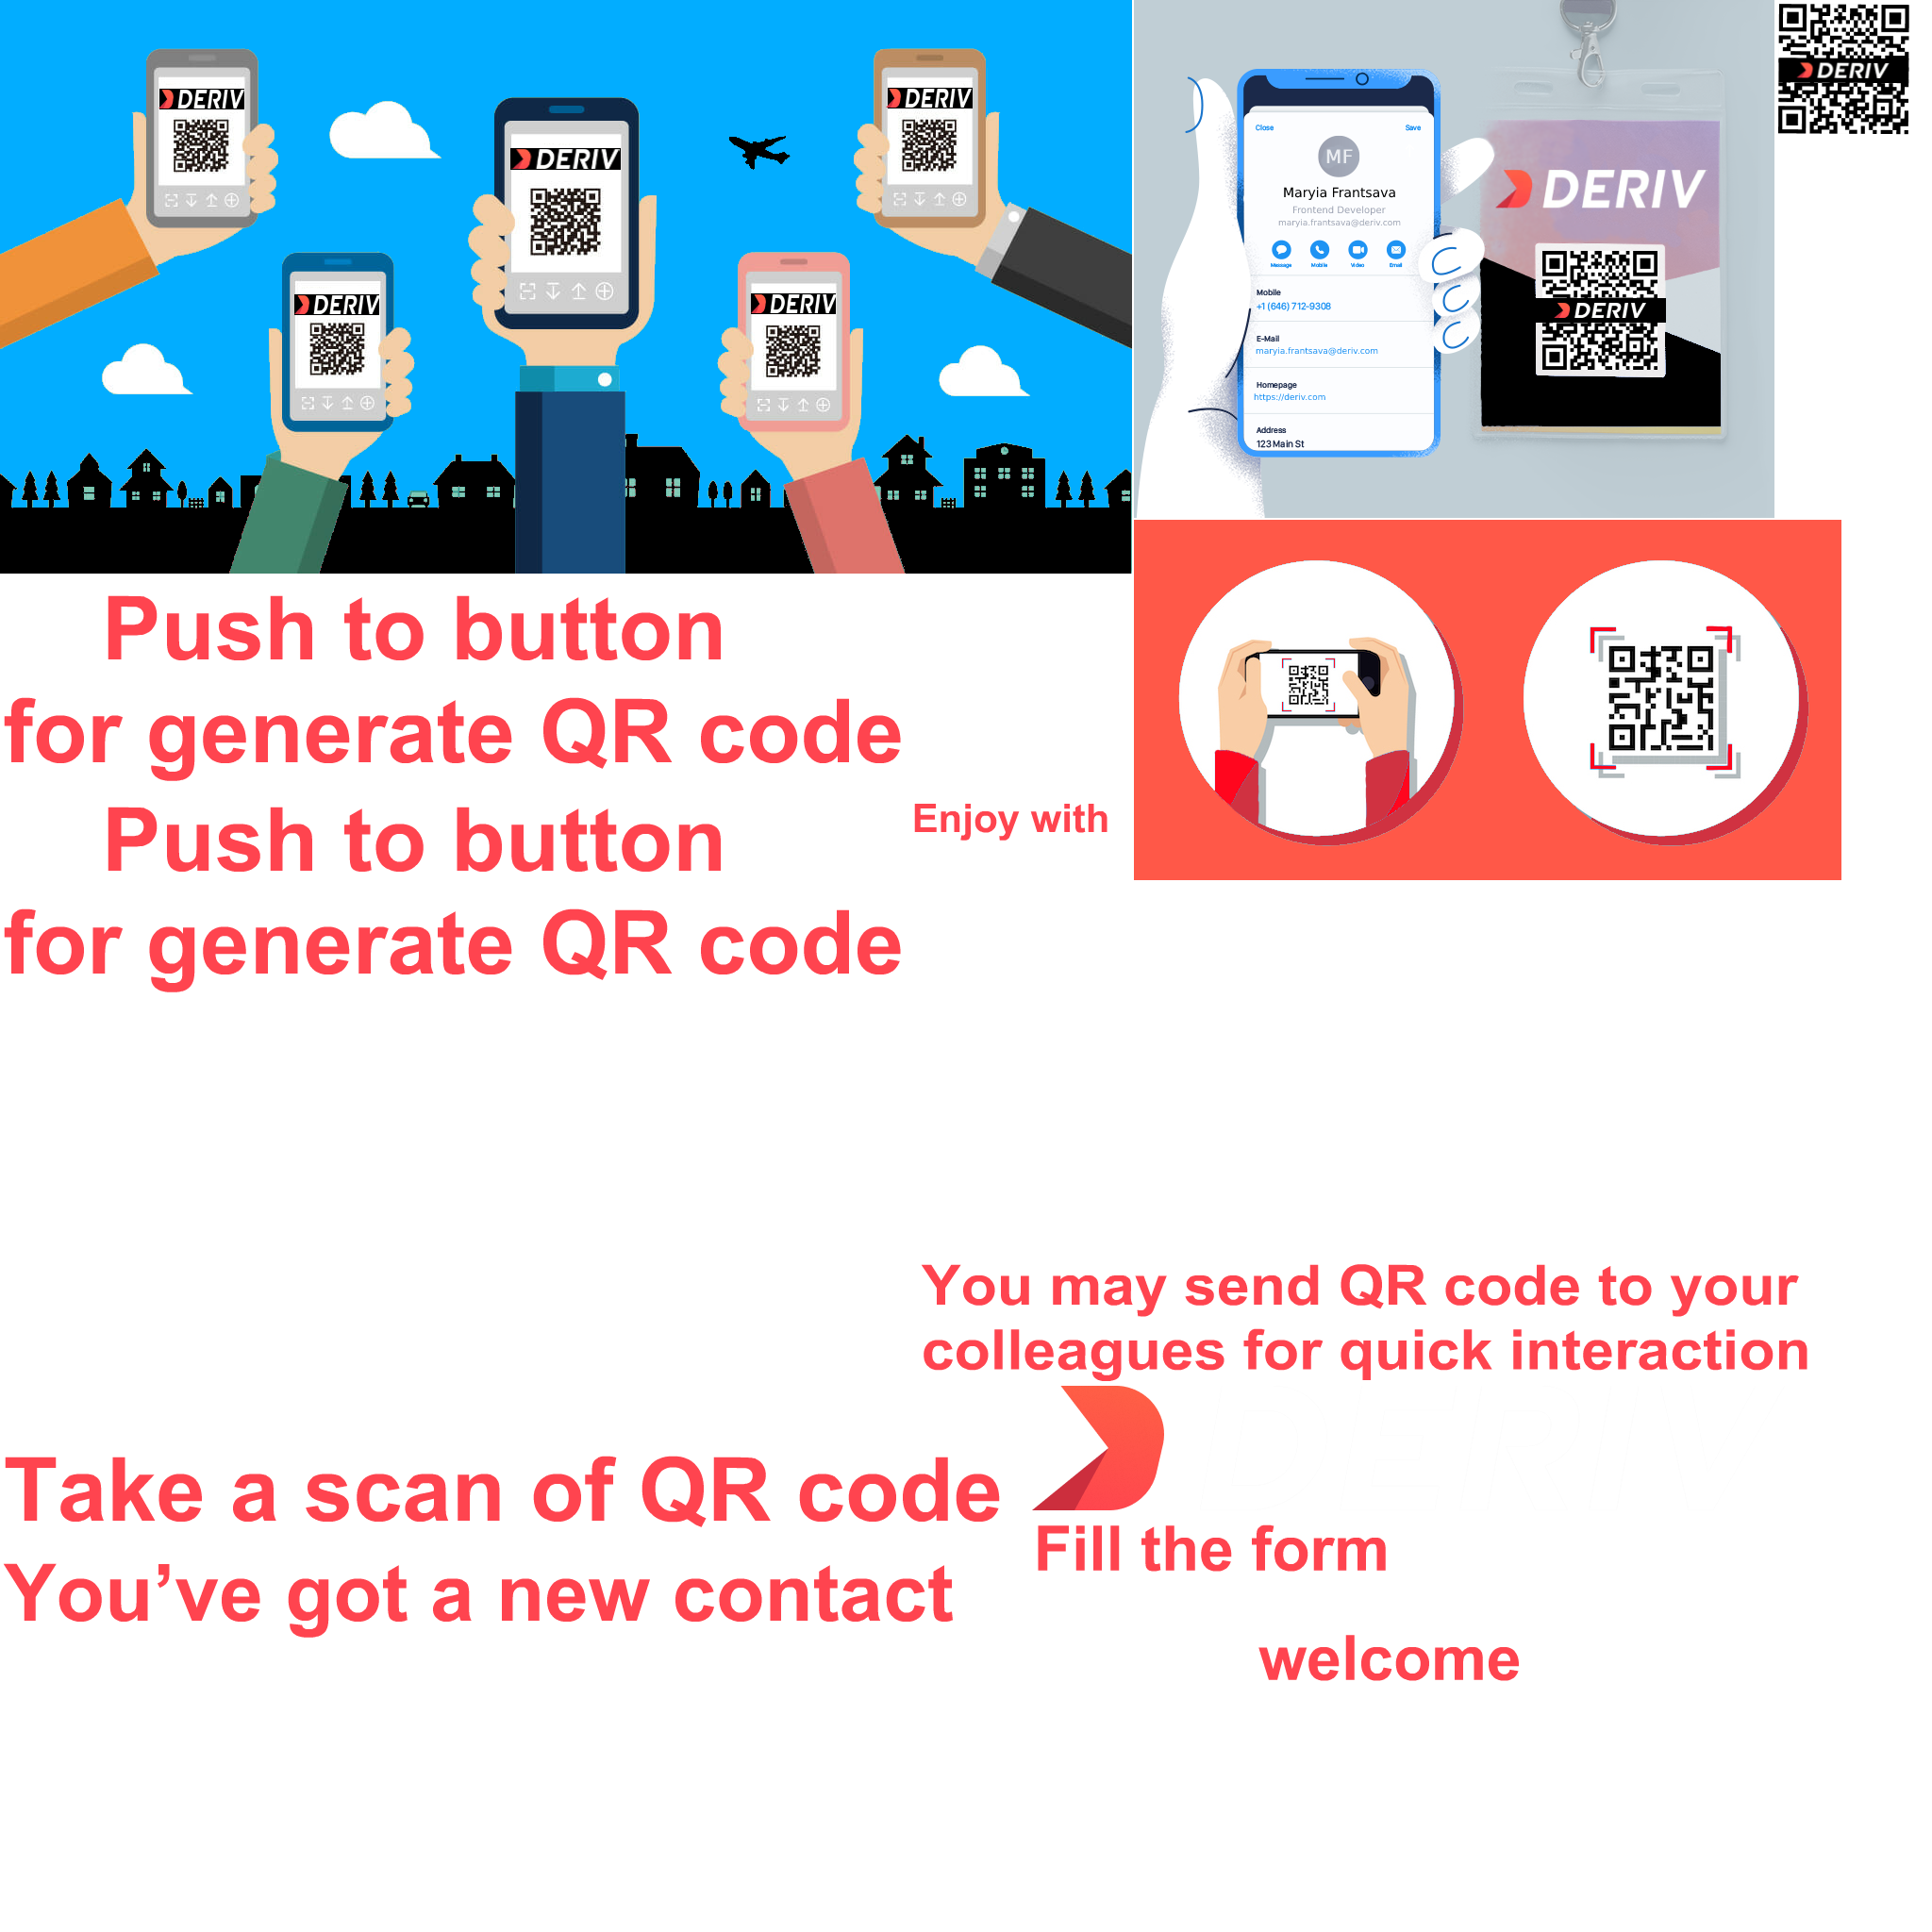 DERIV
DERIV
DERIV
DERIV
DERIV
Close
Save
MF
Maryia Frantsava
Frontend Developer
maryia.frantsava@deriv.com
Message
Mobile
Video
Email
Mobile
+1 (646) 712-9308
E-Mail
maryia.frantsava@deriv.com
Homepage
https://deriv.com
Address
123 Main St
DERIV
DERIV
DERIV
Push to button
for generate QR code
Push to button
for generate QR code
Enjoy with
You may send QR code to your
colleagues for quick interaction
Take a scan of QR code
You’ve got a new contact
Fill the form
welcome